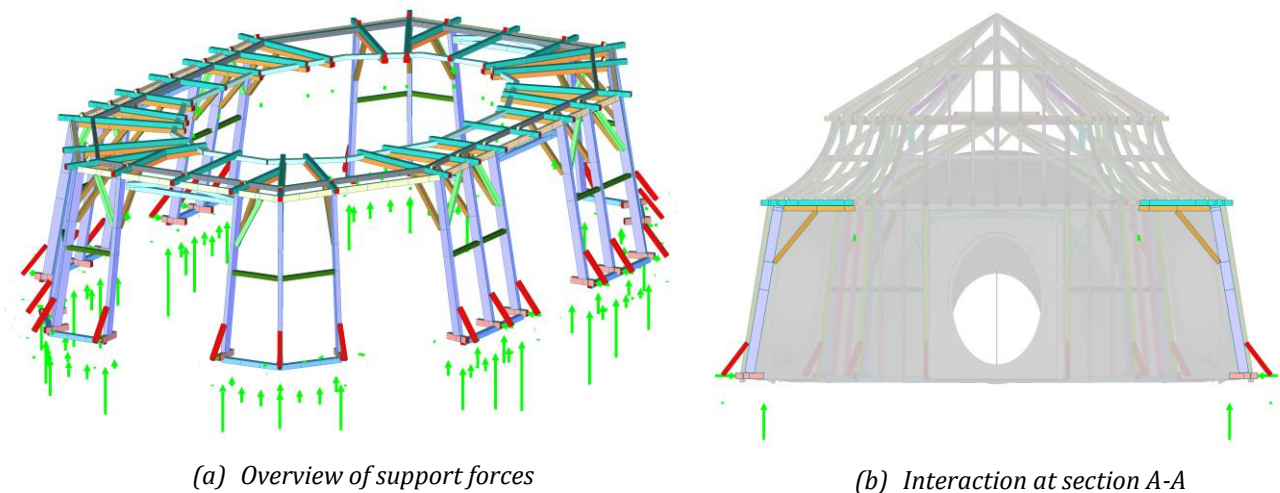 (a) Overview of support forces
(b) Interaction at section A-A